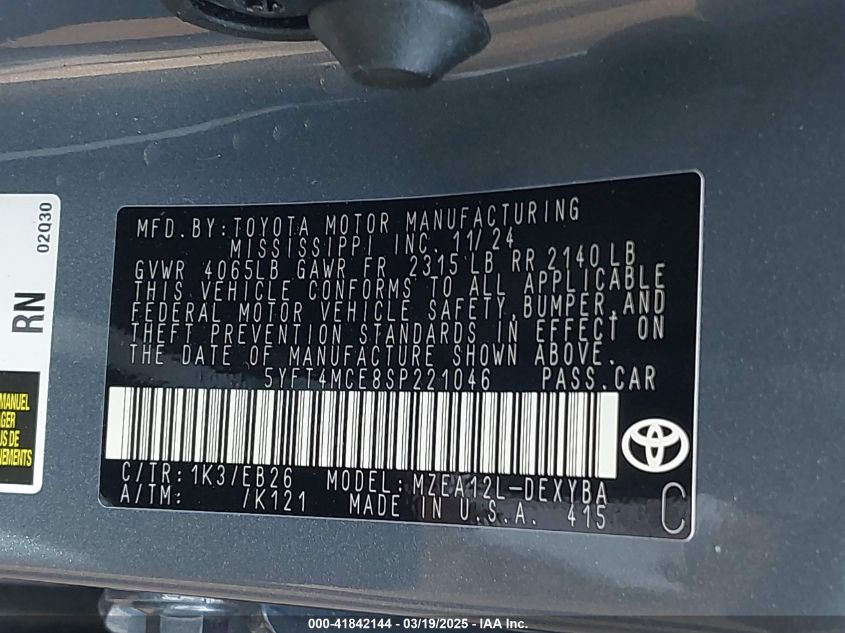 02Q30
RN
MANUEL
MFD.BY:TOYOTA MOTOR MANUFACTURING
MISSISSIPPI INC. 11/24
GVWR 4065LB GAWR FR 2315 LB RR 2140 LB
THIS VEHICLE CONFORMS TO ALL APPLICABLE
FEDERAL MOTOR VEHICLE SAFETY,BUMPER,AND
THEFT PREVENTION STANDARDS IN EFFECT ON
THE DATE OF MANUFACTURE SHOWN ABOVE.
5YFT4MCE8SP221046 PASS.CAR
C/TR:1K3/EB26 MODEL:MZEA12L-DEXYBA
A/TM: /K121 MADE IN U.S.A. 415
C
000-41842144 - 03/19/2025 - IAA Inc.